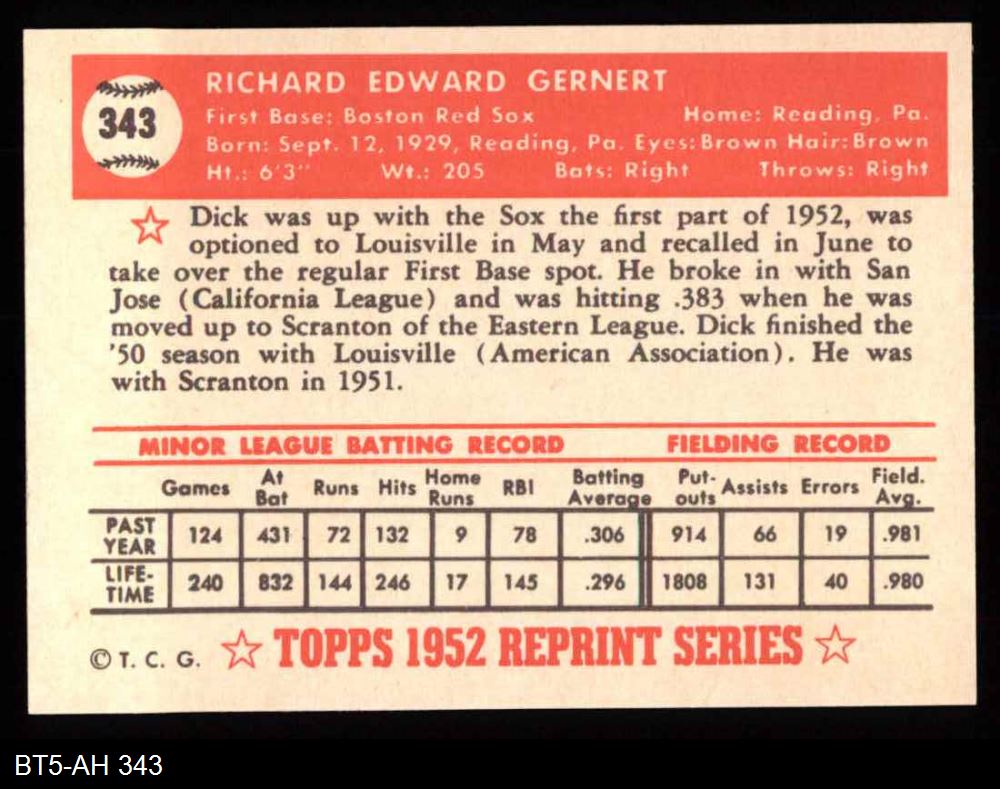 343
RICHARD EDWARD GERNERT
First Base: Boston Red Sox Home: Reading, Pa.
Born: Sept. 12, 1929, Reading, Pa. Eyes: Brown Hair: Brown
Ht.: 6'3" Wt.: 205 Bats: Right Throws: Right
Dick was up with the Sox the first part of 1952, was
optioned to Louisville in May and recalled in June to
take over the regular First Base spot. He broke in with San
Jose (California League) and was hitting .383 when he was
moved up to Scranton of the Eastern League. Dick finished the
'50 season with Louisville (American Association). He was
with Scranton in 1951.
MINOR LEAGUE BATTING RECORD FIELDING RECORD
Games At Bat Runs Hits Home Runs RBI Batting Average Put-outs Assists Errors Field. Avg.
PAST YEAR 124 431 72 132 9 78 .306 914 66 19 .981
LIFE-TIME 240 832 144 246 17 145 .296 1808 131 40 .980
© T. C. G. ☆ TOPPS 1952 REPRINT SERIES ☆
BT5-AH 343